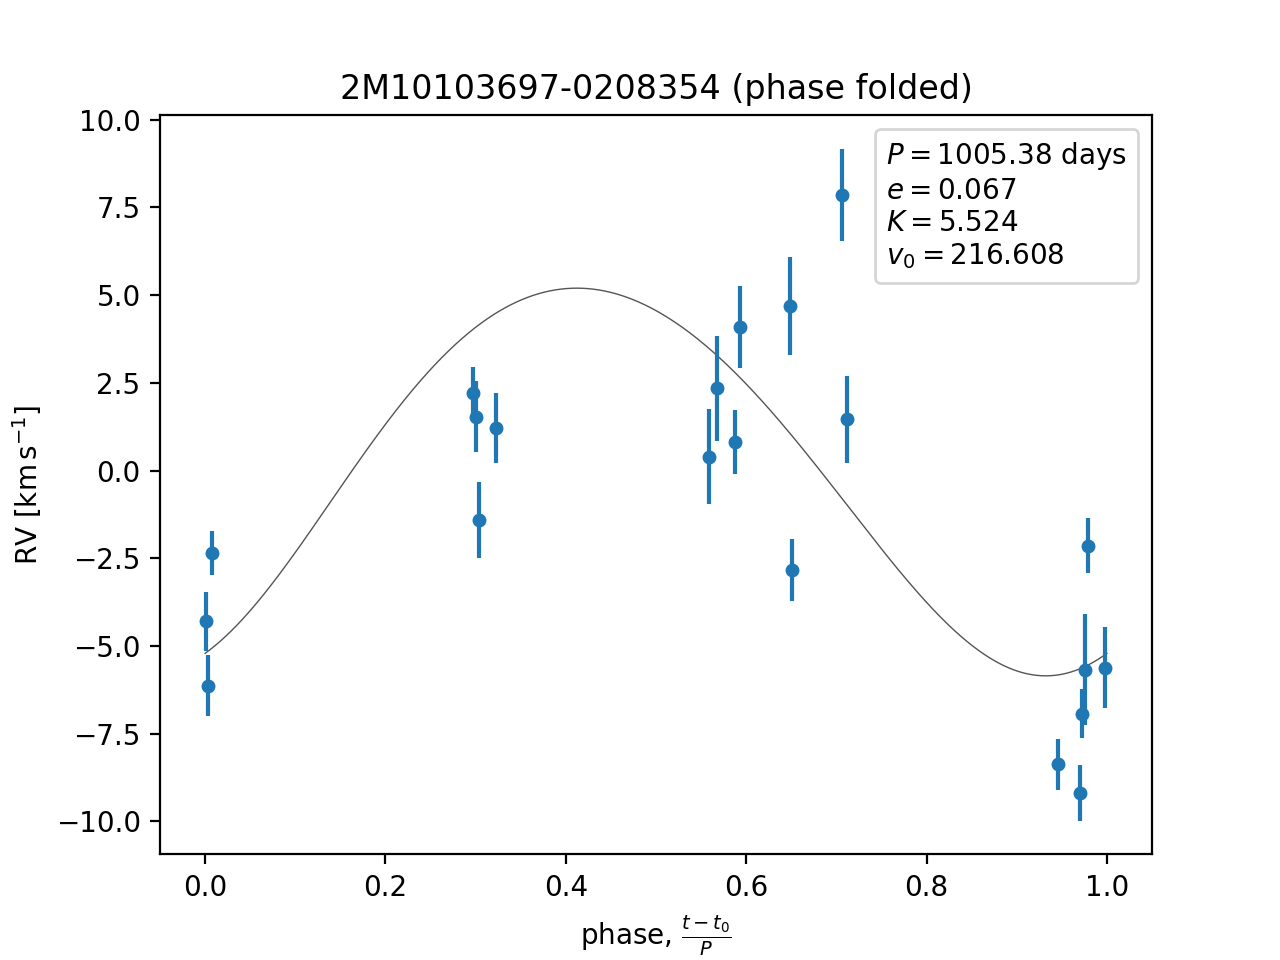 2M10103697-0208354 (phase folded)
P = 1005.38 days
e = 0.067
K = 5.524
v₀ = 216.608
10.0
7.5
5.0
2.5
0.0
−2.5
−5.0
−7.5
−10.0
RV [km s⁻¹]
0.0 0.2 0.4 0.6 0.8 1.0
phase, (t − t₀)/P